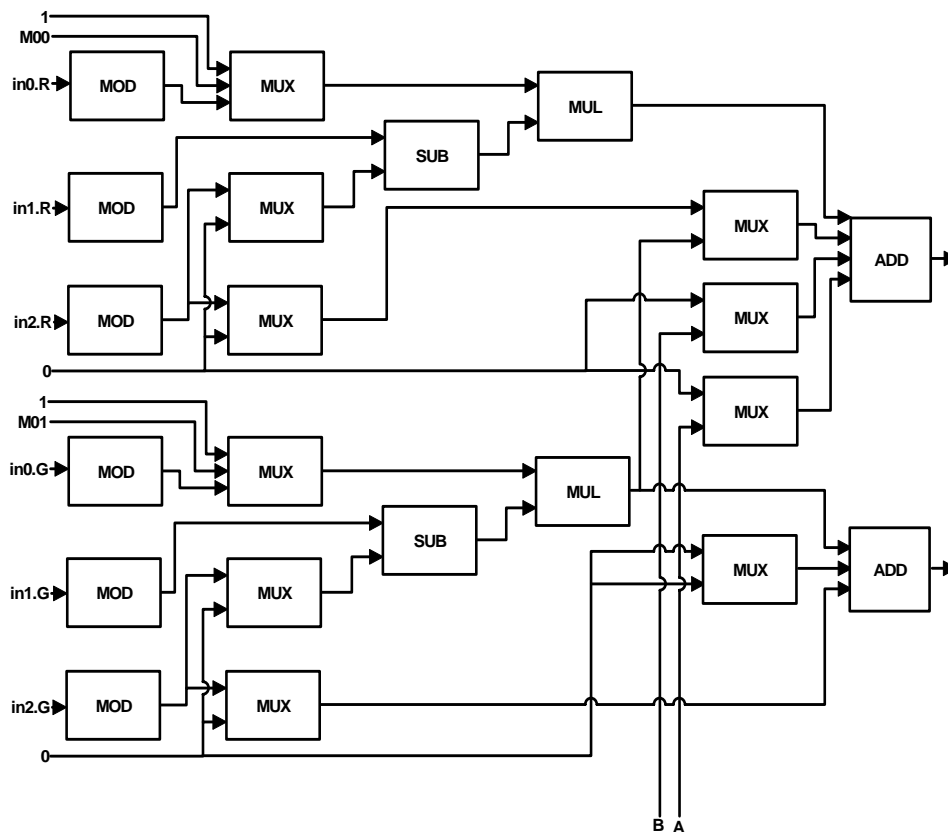 1
M00
in0.R
MOD
MUX
MUL
SUB
in1.R
MOD
MUX
MUX
ADD
in2.R
MOD
MUX
MUX
0
1
MUX
M01
in0.G
MOD
MUX
MUL
SUB
in1.G
MOD
MUX
MUX
ADD
in2.G
MOD
MUX
0
B
A